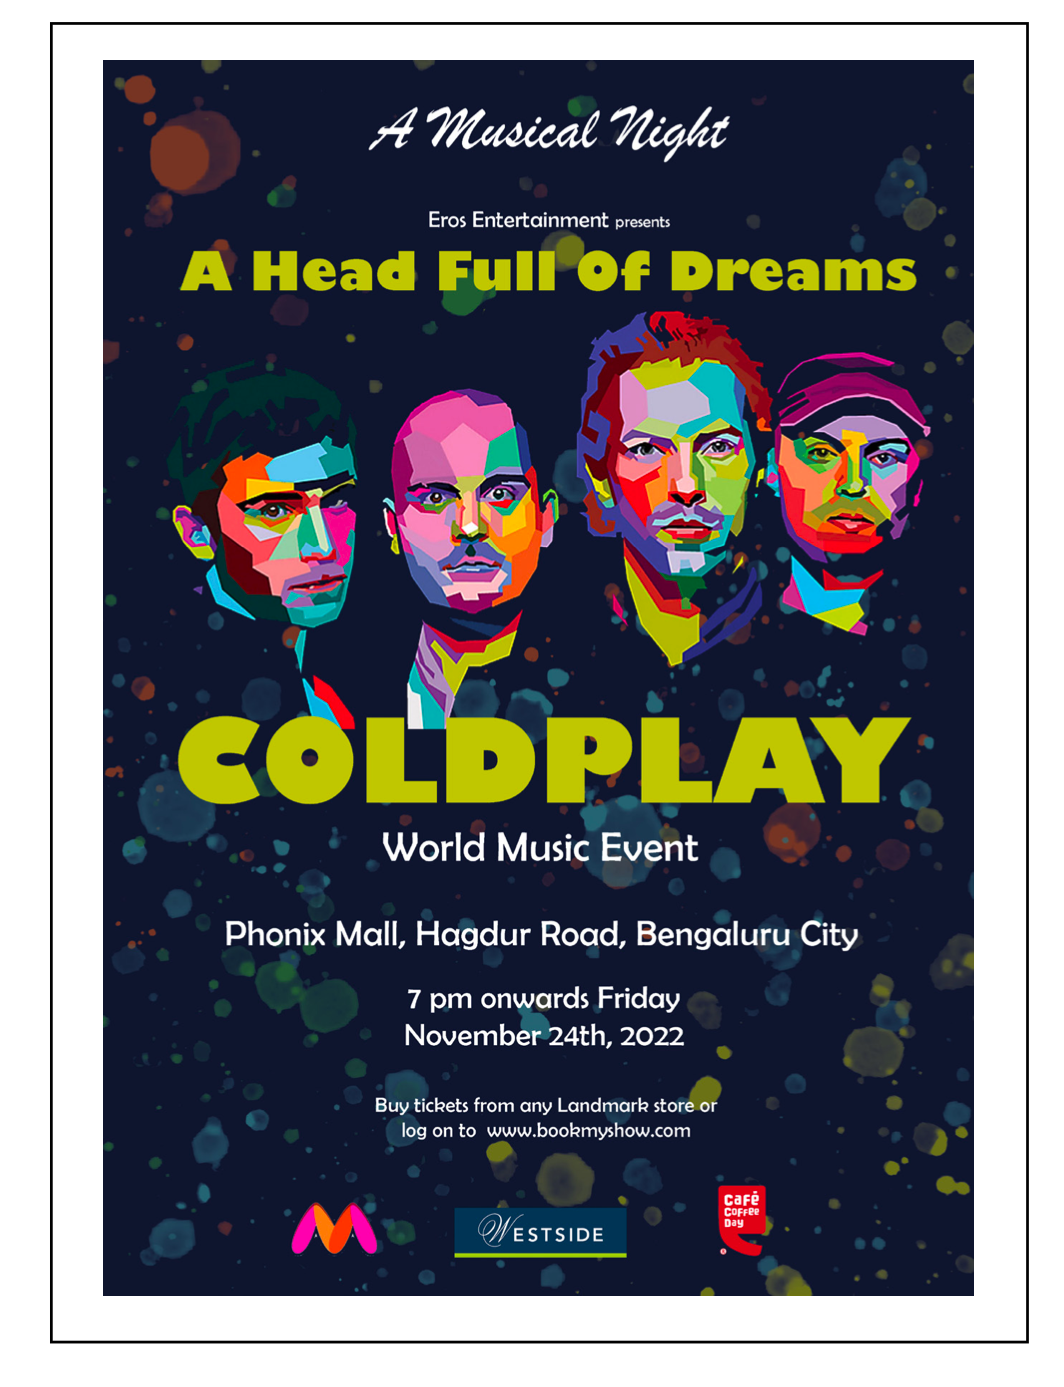 A Musical Night
Eros Entertainment presents
A Head Full Of Dreams
COLDPLAY
World Music Event
Phonix Mall, Hagdur Road, Bengaluru City
7 pm onwards Friday
November 24th, 2022
Buy tickets from any Landmark store or
log on to www.bookmyshow.com
WESTSIDE
Café
Coffee
Day